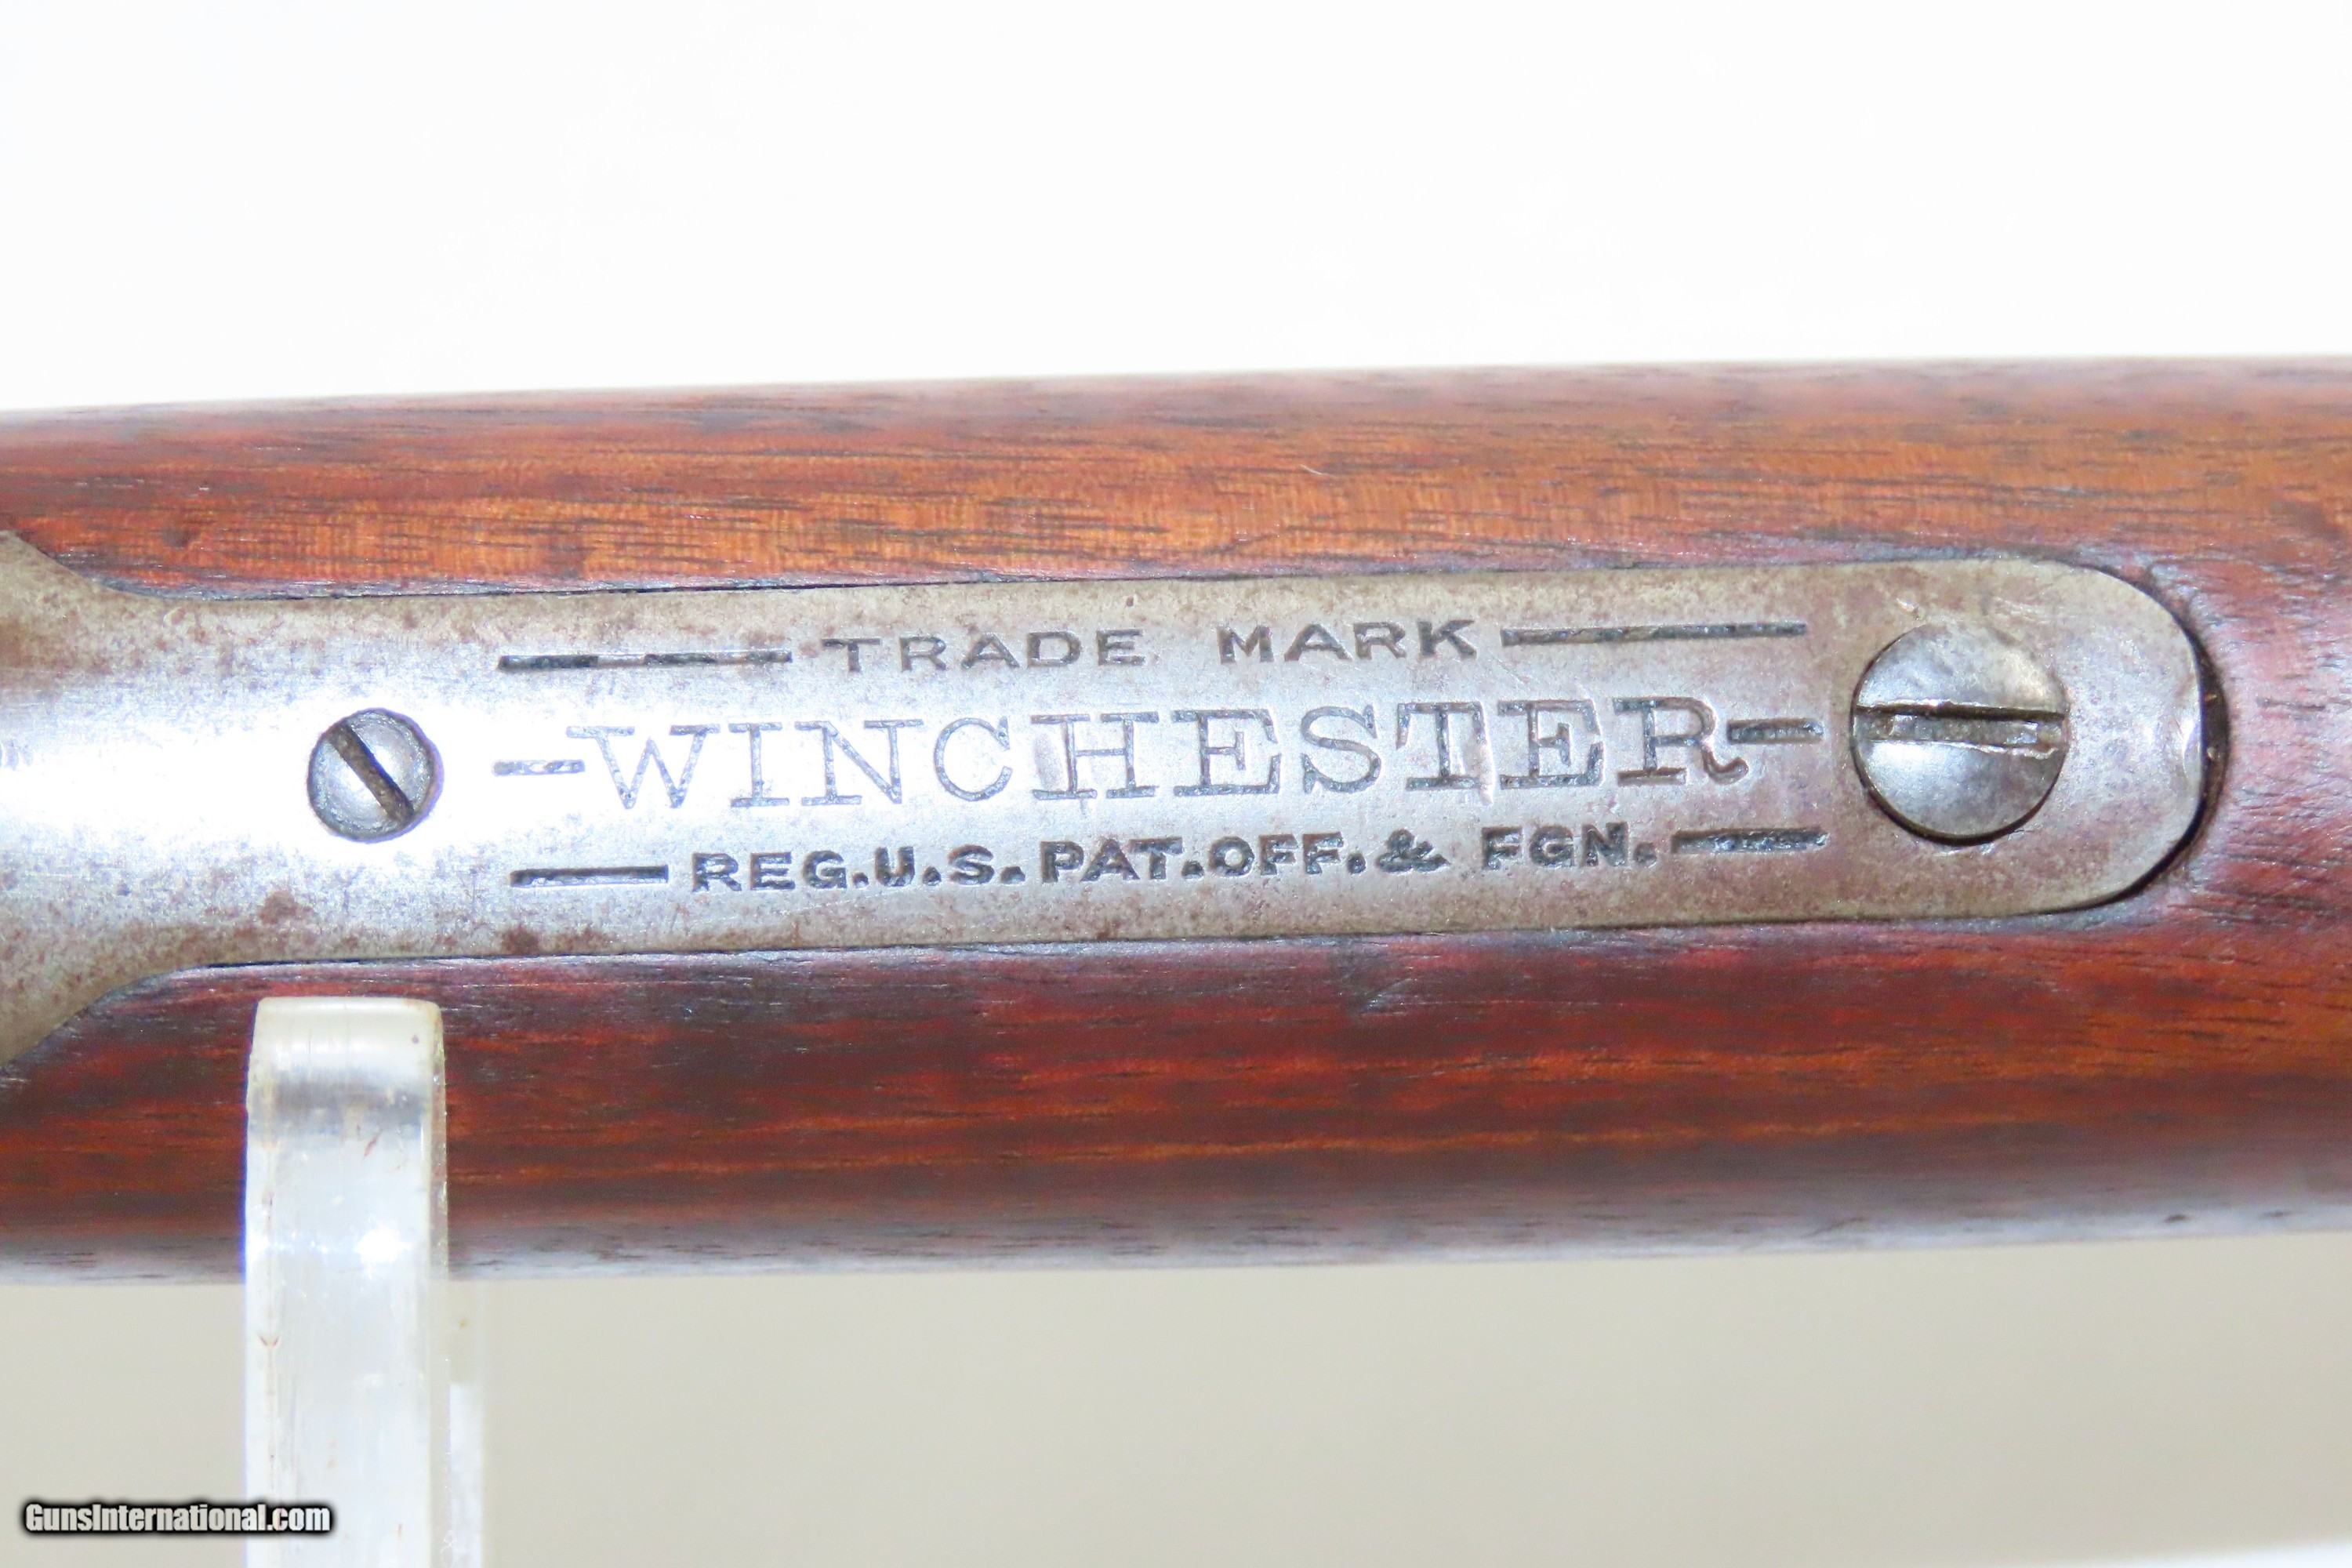 TRADE MARK
-WINCHESTER-
REG.U.S.PAT.OFF.& FGN.
GunsInternational.com